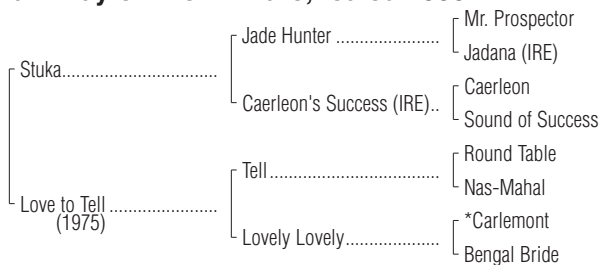 Mr. Prospector
Jade Hunter
Jadana (IRE)
Stuka
Caerleon
Caerleon's Success (IRE)
Sound of Success
Round Table
Tell
Nas-Mahal
Love to Tell
(1975)
*Carlemont
Lovely Lovely
Bengal Bride